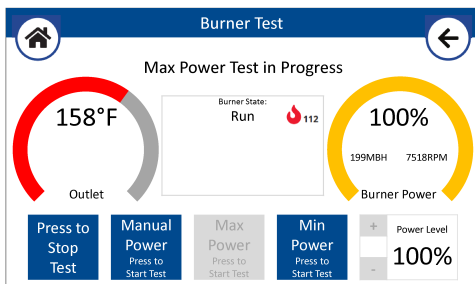 Burner Test
Max Power Test in Progress
158°F
Outlet
Burner State:
Run
112
100%
199MBH 7518RPM
Burner Power
Press to
Stop
Test
Manual
Power
Press to
Start Test
Max
Power
Press to
Start Test
Min
Power
Press to
Start Test
+
-
Power Level
100%